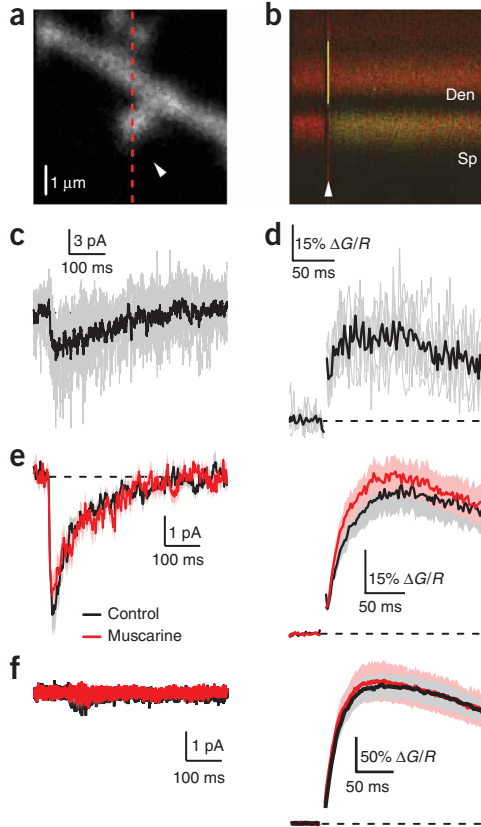 a
b
1 μm
Den
Sp
c
d
3 pA
100 ms
15% ΔG/R
50 ms
e
1 pA
100 ms
Control
Muscarine
15% ΔG/R
50 ms
f
1 pA
100 ms
50% ΔG/R
50 ms